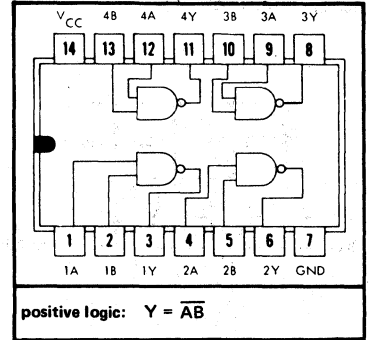 VCC 4B 4A 4Y 3B 3A 3Y
14 13 12 11 10 9 8
1 2 3 4 5 6 7
1A 1B 1Y 2A 2B 2Y GND
positive logic: Y = A̅B̅